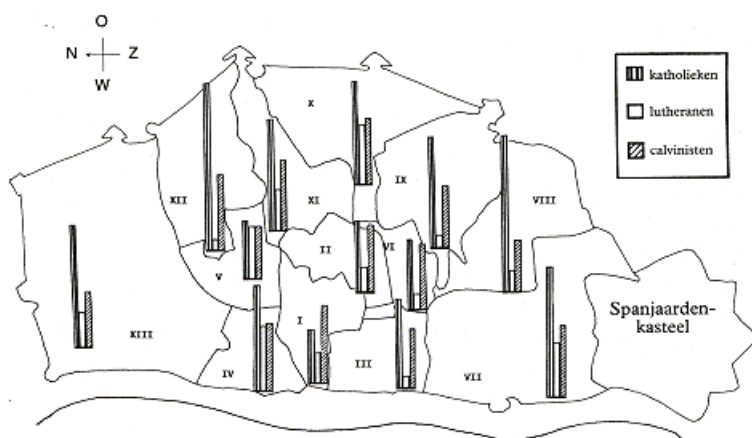 O
N Z
W
katholieken
lutheranen
calvinisten
X
XII
XI
IX
VIII
V
II
VI
XIII
I
IV
III
VII
Spanjaarden-
kasteel